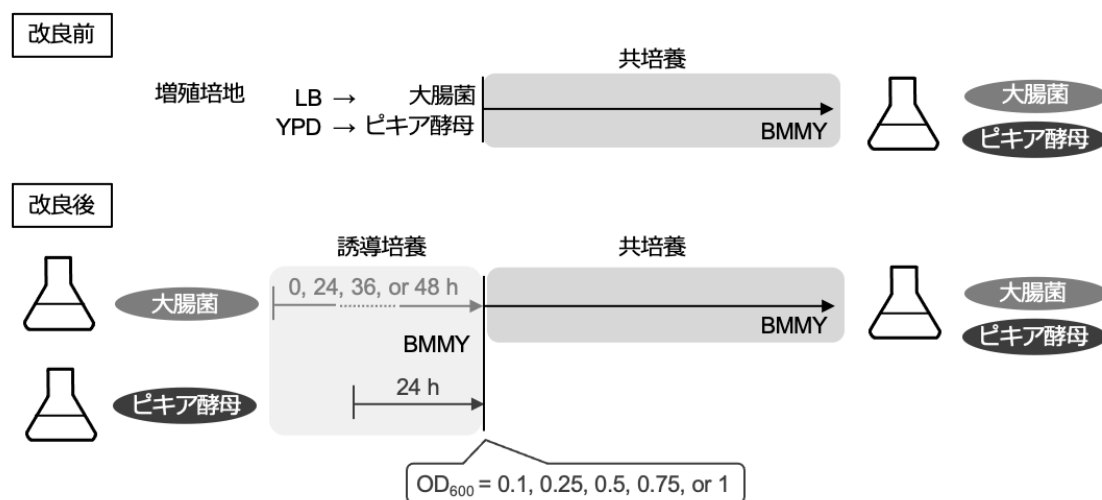 改良前
共培養
増殖培地 LB → 大腸菌
YPD → ピキア酵母
BMMY
大腸菌
ピキア酵母
改良後
誘導培養
共培養
大腸菌
0, 24, 36, or 48 h
BMMY
BMMY
大腸菌
ピキア酵母
ピキア酵母
24 h
OD600 = 0.1, 0.25, 0.5, 0.75, or 1